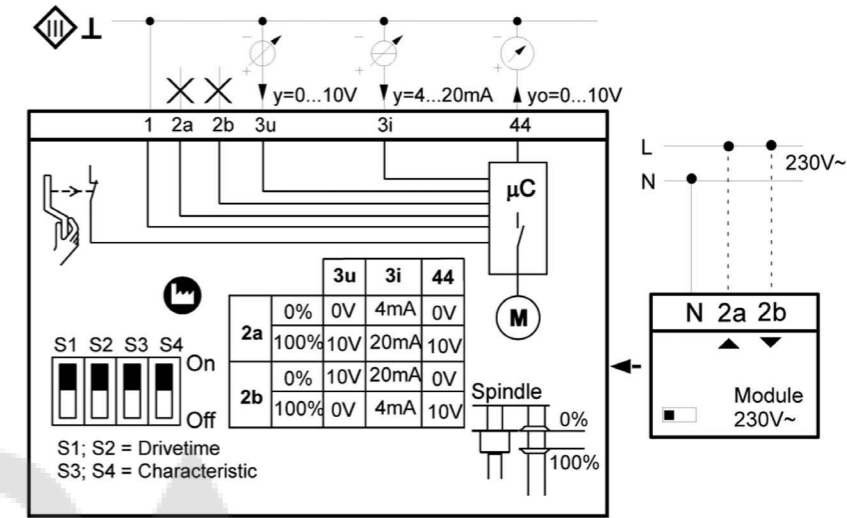 III
y=0...10V y=4...20mA yo=0...10V
1 2a 2b 3u 3i 44
L
230V~
N
µC
3u 3i 44
2a 0% 0V 4mA 0V
100% 10V 20mA 10V
2b 0% 10V 20mA 0V
100% 0V 4mA 10V
M
N 2a 2b
S1 S2 S3 S4
On
Off
Spindle
0%
100%
Module
230V~
S1; S2 = Drivetime
S3; S4 = Characteristic